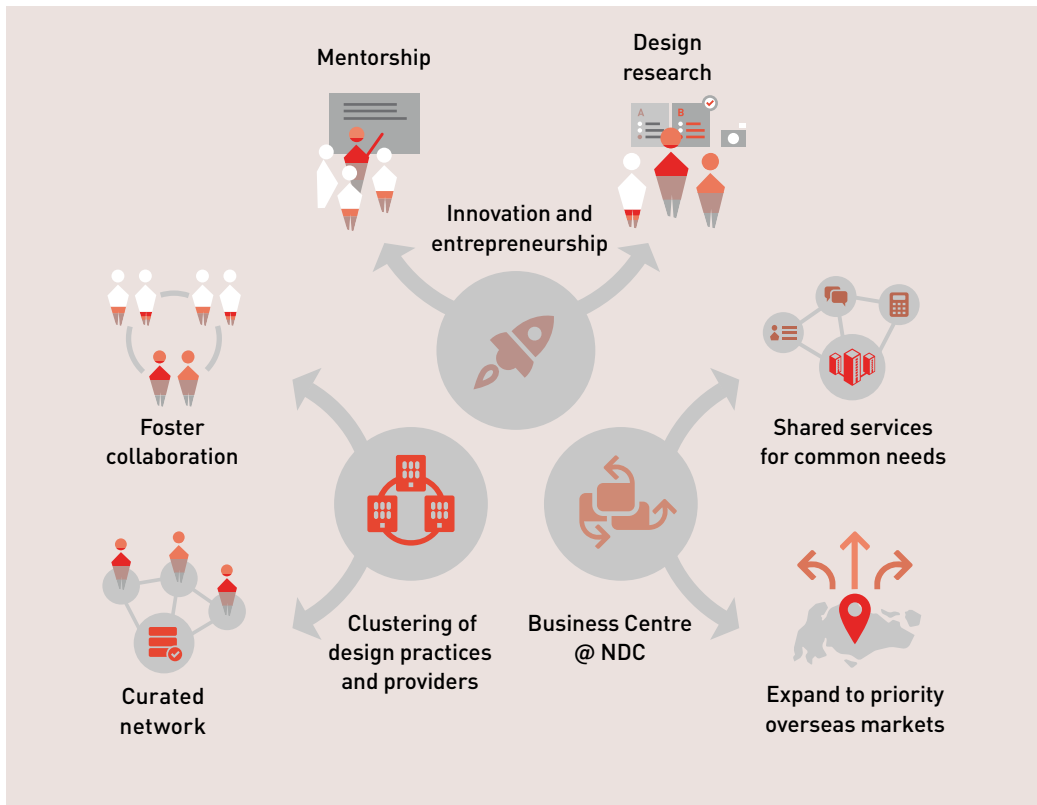 Mentorship
Design
research
A
B
Innovation and
entrepreneurship
Foster
collaboration
Shared services
for common needs
Clustering of
design practices
and providers
Business Centre
@ NDC
Curated
network
Expand to priority
overseas markets